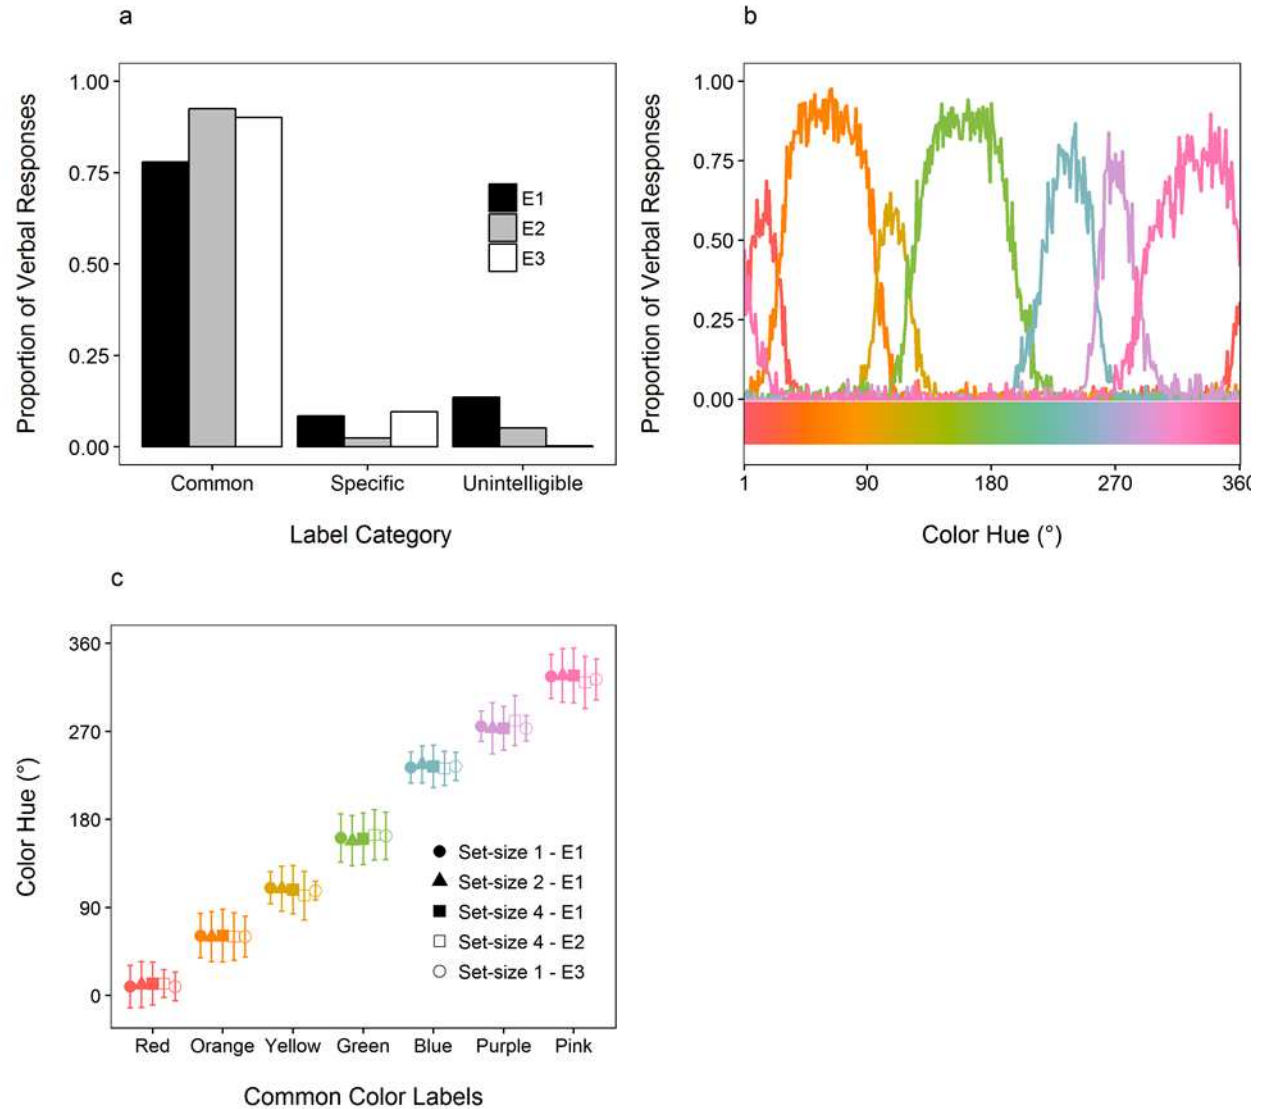 a
Proportion of Verbal Responses
1.00
0.75
0.50
0.25
0.00
E1
E2
E3
Common Specific Unintelligible
Label Category
b
Proportion of Verbal Responses
1.00
0.75
0.50
0.25
0.00
1 90 180 270 360
Color Hue (°)
c
Color Hue (°)
360
270
180
90
0
Set-size 1 - E1
Set-size 2 - E1
Set-size 4 - E1
Set-size 4 - E2
Set-size 1 - E3
Red Orange Yellow Green Blue Purple Pink
Common Color Labels